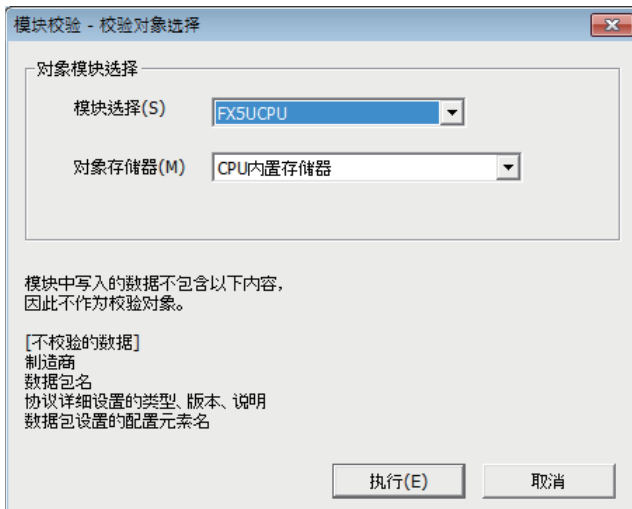 模块校验 - 校验对象选择
对象模块选择
模块选择(S)
FX5UCPU
对象存储器(M)
CPU内置存储器
模块中写入的数据不包含以下内容,
因此不作为校验对象。
[不校验的数据]
制造商
数据包名
协议详细设置的类型、版本、说明
数据包设置的配置元素名
执行(E)
取消